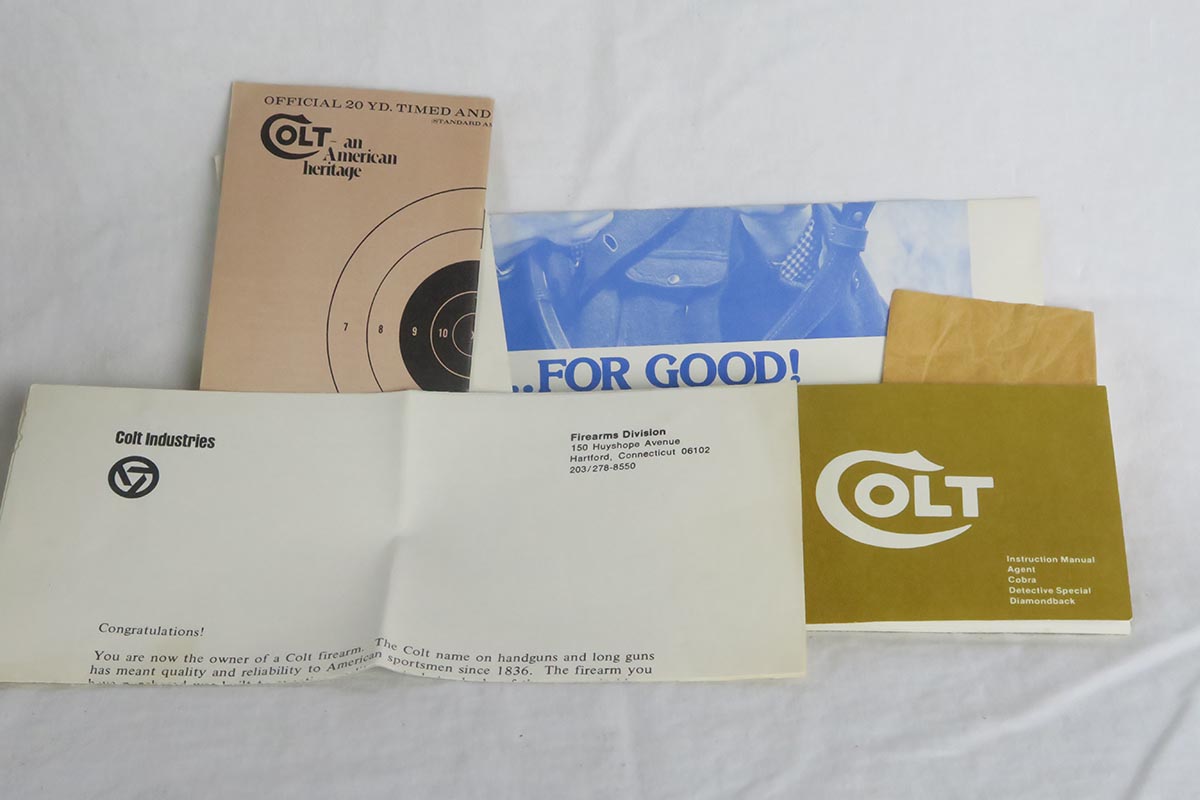 OFFICIAL 20 YD. TIMED AND
(STANDARD
COLT - an
American
heritage
7 8 9 10 X
..FOR GOOD!
Colt Industries
Firearms Division
150 Huyshope Avenue
Hartford, Connecticut 06102
203/278-8550
Congratulations!
You are now the owner of a Colt firearm. The Colt name on handguns and long guns
has meant quality and reliability to American sportsmen since 1836. The firearm you
COLT
Instruction Manual
Agent
Cobra
Detective Special
Diamondback